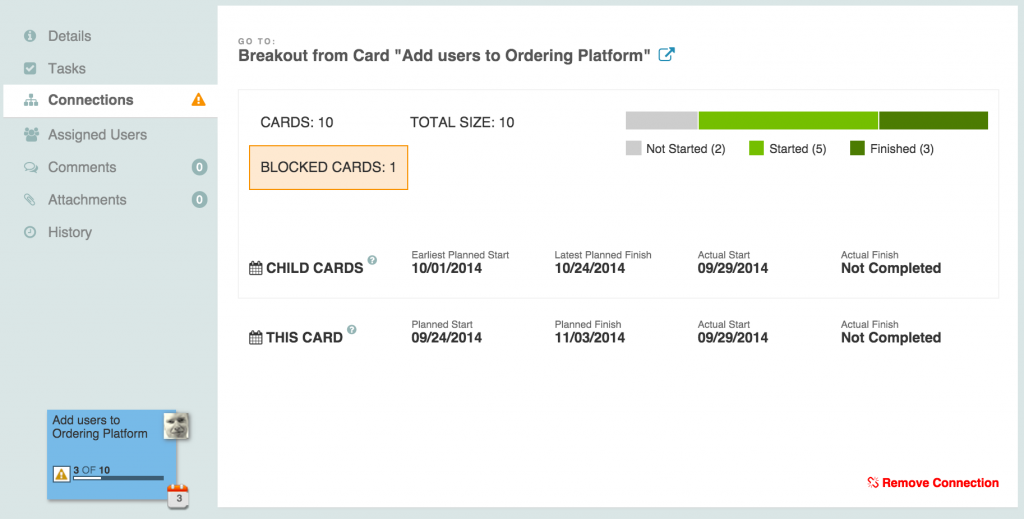 Details
Tasks
Connections
Assigned Users
Comments 0
Attachments 0
History
Add users to
Ordering Platform
3 OF 10
3
GO TO:
Breakout from Card "Add users to Ordering Platform"
CARDS: 10 TOTAL SIZE: 10
BLOCKED CARDS: 1
Not Started (2) Started (5) Finished (3)
CHILD CARDS ?
Earliest Planned Start Latest Planned Finish Actual Start Actual Finish
10/01/2014 10/24/2014 09/29/2014 Not Completed
THIS CARD ?
Planned Start Planned Finish Actual Start Actual Finish
09/24/2014 11/03/2014 09/29/2014 Not Completed
Remove Connection